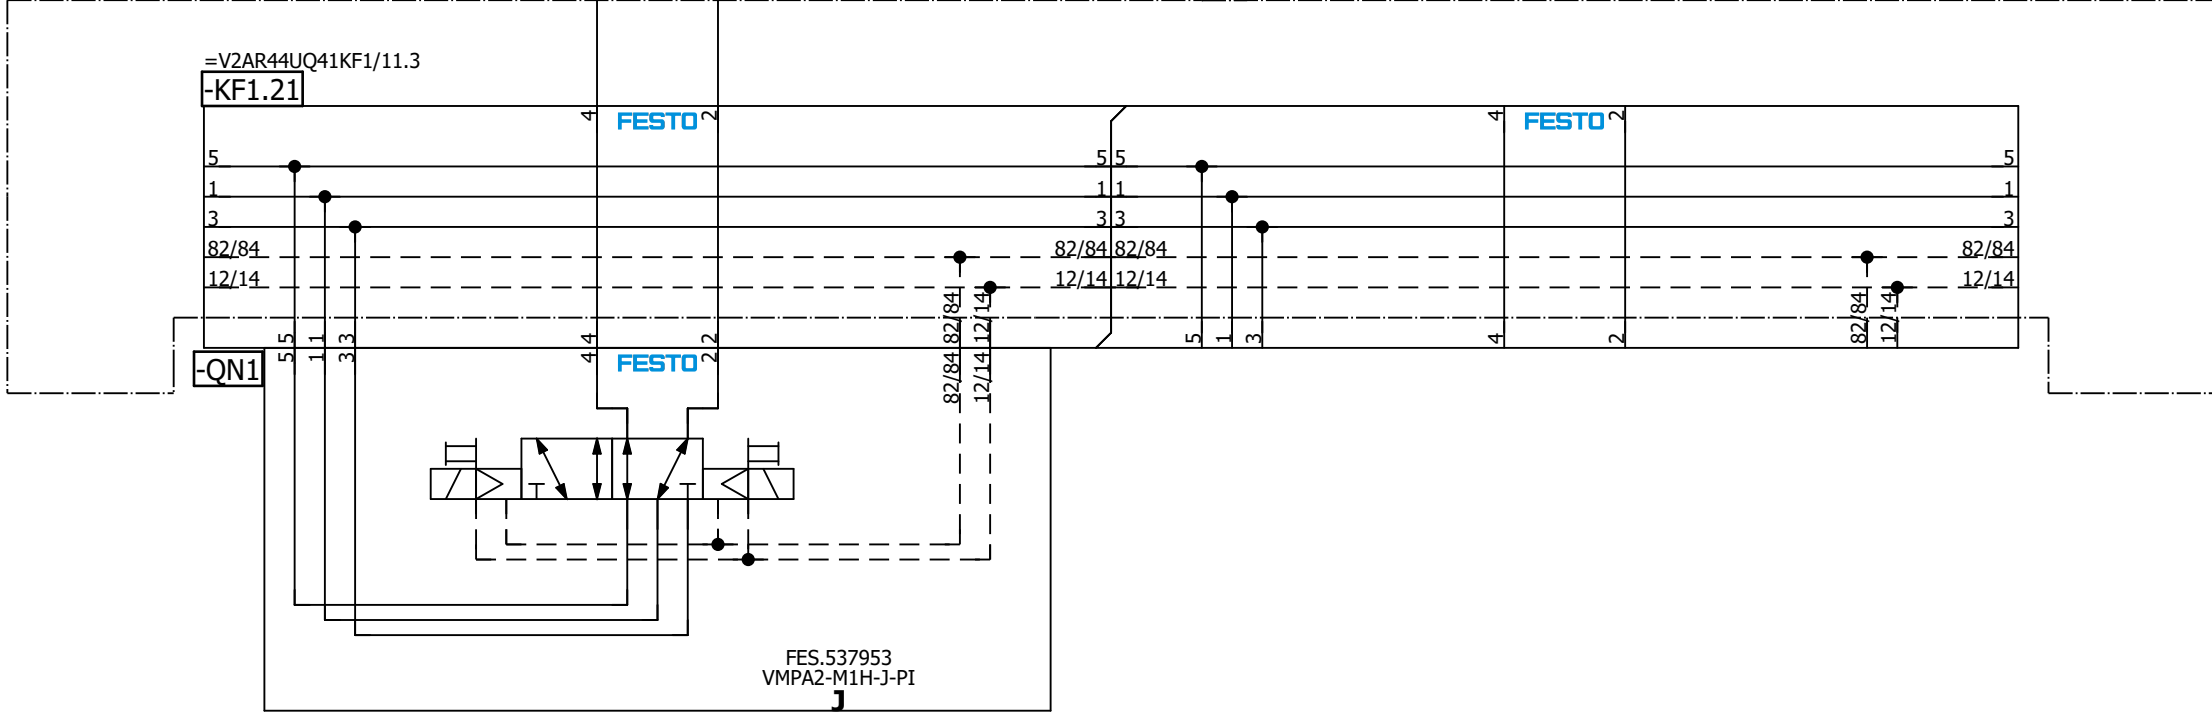 =V2AR44UQ41KF1/11.3
-KF1.21
4 FESTO 2 4 FESTO 2
5 5 5 5
1 1 1 1
3 3 3 3
82/84 82/84 82/84 82/84
12/14 12/14 12/14 12/14
5 1 3 4 2 82/84 12/14 5 1 3 4 2 82/84 12/14
-QN1
5 1 3 4 FESTO 2 82/84 12/14
FES.537953
VMPA2-M1H-J-PI
J